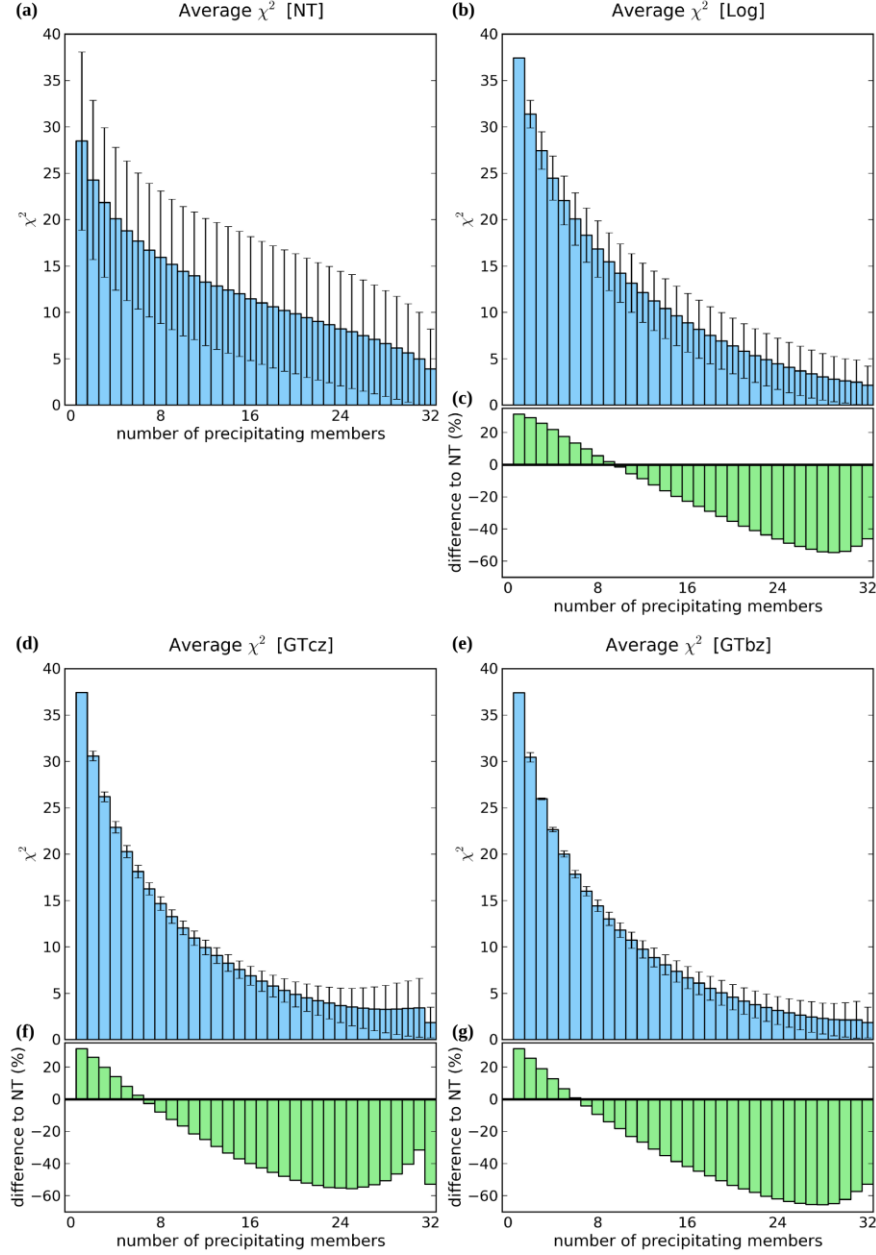 (a) Average χ² [NT]
40
35
30
25
20
15
10
5
0
χ²
0 8 16 24 32
number of precipitating members
(b) Average χ² [Log]
40
35
30
25
20
15
10
5
0
χ²
(c)
20
0
−20
−40
−60
difference to NT (%)
0 8 16 24 32
number of precipitating members
(d) Average χ² [GTcz]
40
35
30
25
20
15
10
5
0
χ²
(f)
20
0
−20
−40
−60
difference to NT (%)
0 8 16 24 32
number of precipitating members
(e) Average χ² [GTbz]
40
35
30
25
20
15
10
5
0
χ²
(g)
20
0
−20
−40
−60
difference to NT (%)
0 8 16 24 32
number of precipitating members